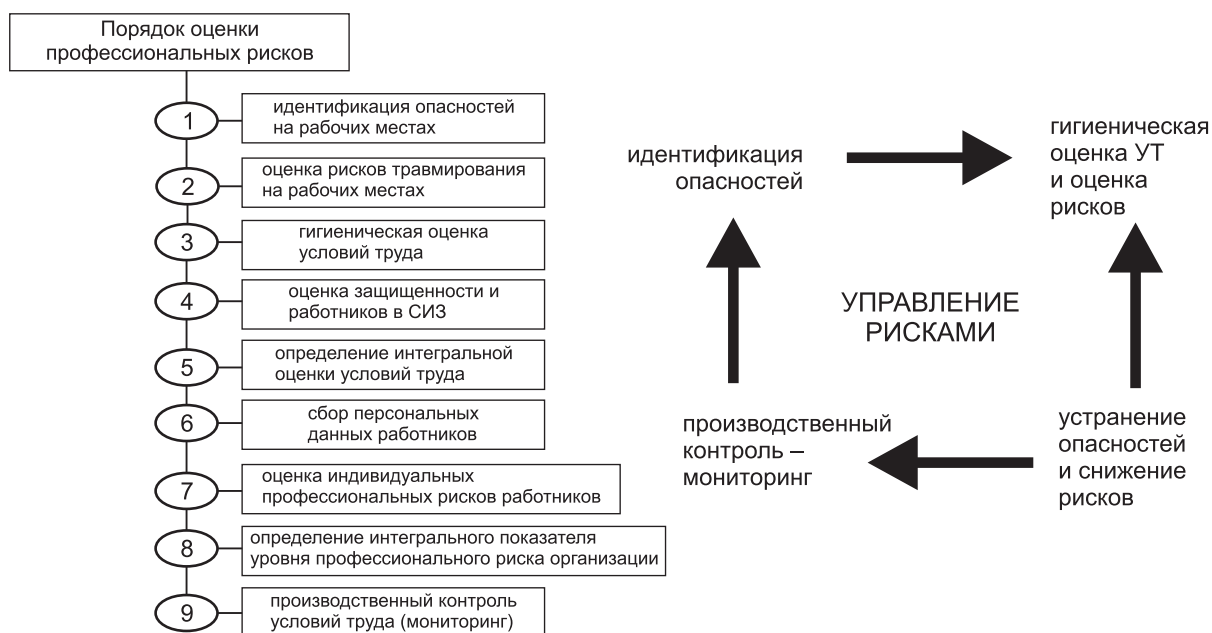 Порядок оценки
профессиональных рисков
1
идентификация опасностей
на рабочих местах
2
оценка рисков травмирования
на рабочих местах
3
гигиеническая оценка
условий труда
4
оценка защищенности и
работников в СИЗ
5
определение интегральной
оценки условий труда
6
сбор персональных
данных работников
7
оценка индивидуальных
профессиональных рисков работников
8
определение интегрального показателя
уровня профессионального риска организации
9
производственный контроль
условий труда (мониторинг)
идентификация
опасностей
гигиеническая
оценка УТ
и оценка
рисков
УПРАВЛЕНИЕ
РИСКАМИ
производственный
контроль –
мониторинг
устранение
опасностей
и снижение
рисков